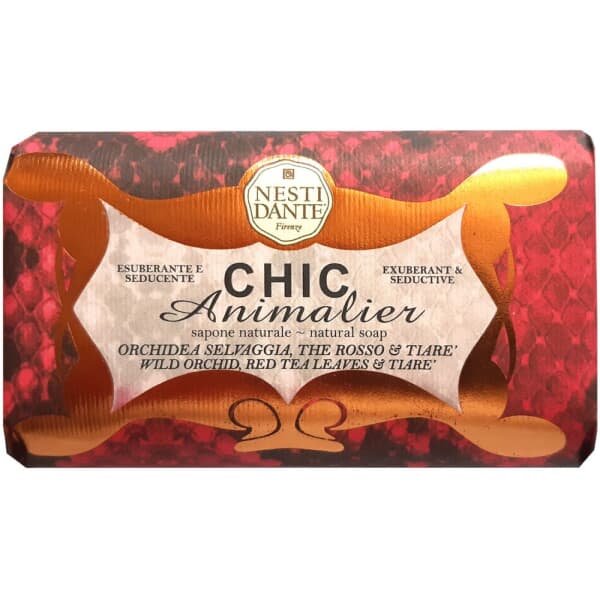 NESTI
DANTE
Firenze
ESUBERANTE E
SEDUCENTE
CHIC
EXUBERANT &
SEDUCTIVE
Animalier
sapone naturale ~ natural soap
ORCHIDEA SELVAGGIA, THE ROSSO & TIARE'
WILD ORCHID, RED TEA LEAVES & TIARE'